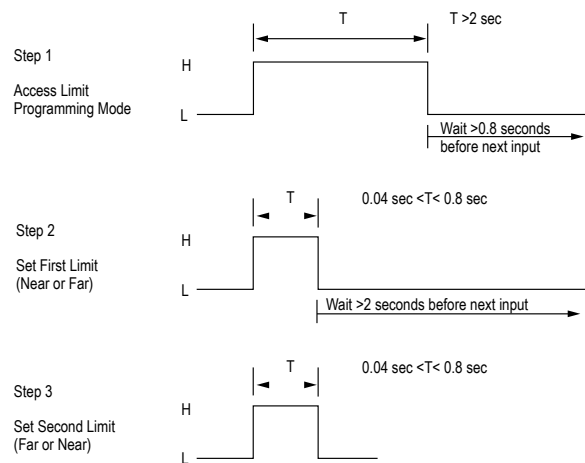 T
T >2 sec
Step 1
H
Access Limit
Programming Mode
L
Wait >0.8 seconds
before next input
T
0.04 sec <T< 0.8 sec
Step 2
H
Set First Limit
(Near or Far)
L
Wait >2 seconds before next input
T
0.04 sec <T< 0.8 sec
Step 3
H
Set Second Limit
(Far or Near)
L